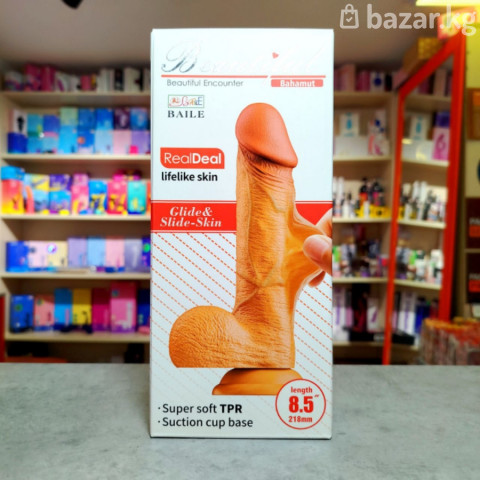 bazar.kg
Beautiful Encounter
Bahamut
BAILE
RealDeal
lifelike skin
Glide &
Slide-Skin
· Super soft TPR
· Suction cup base
length
8.5"
218mm